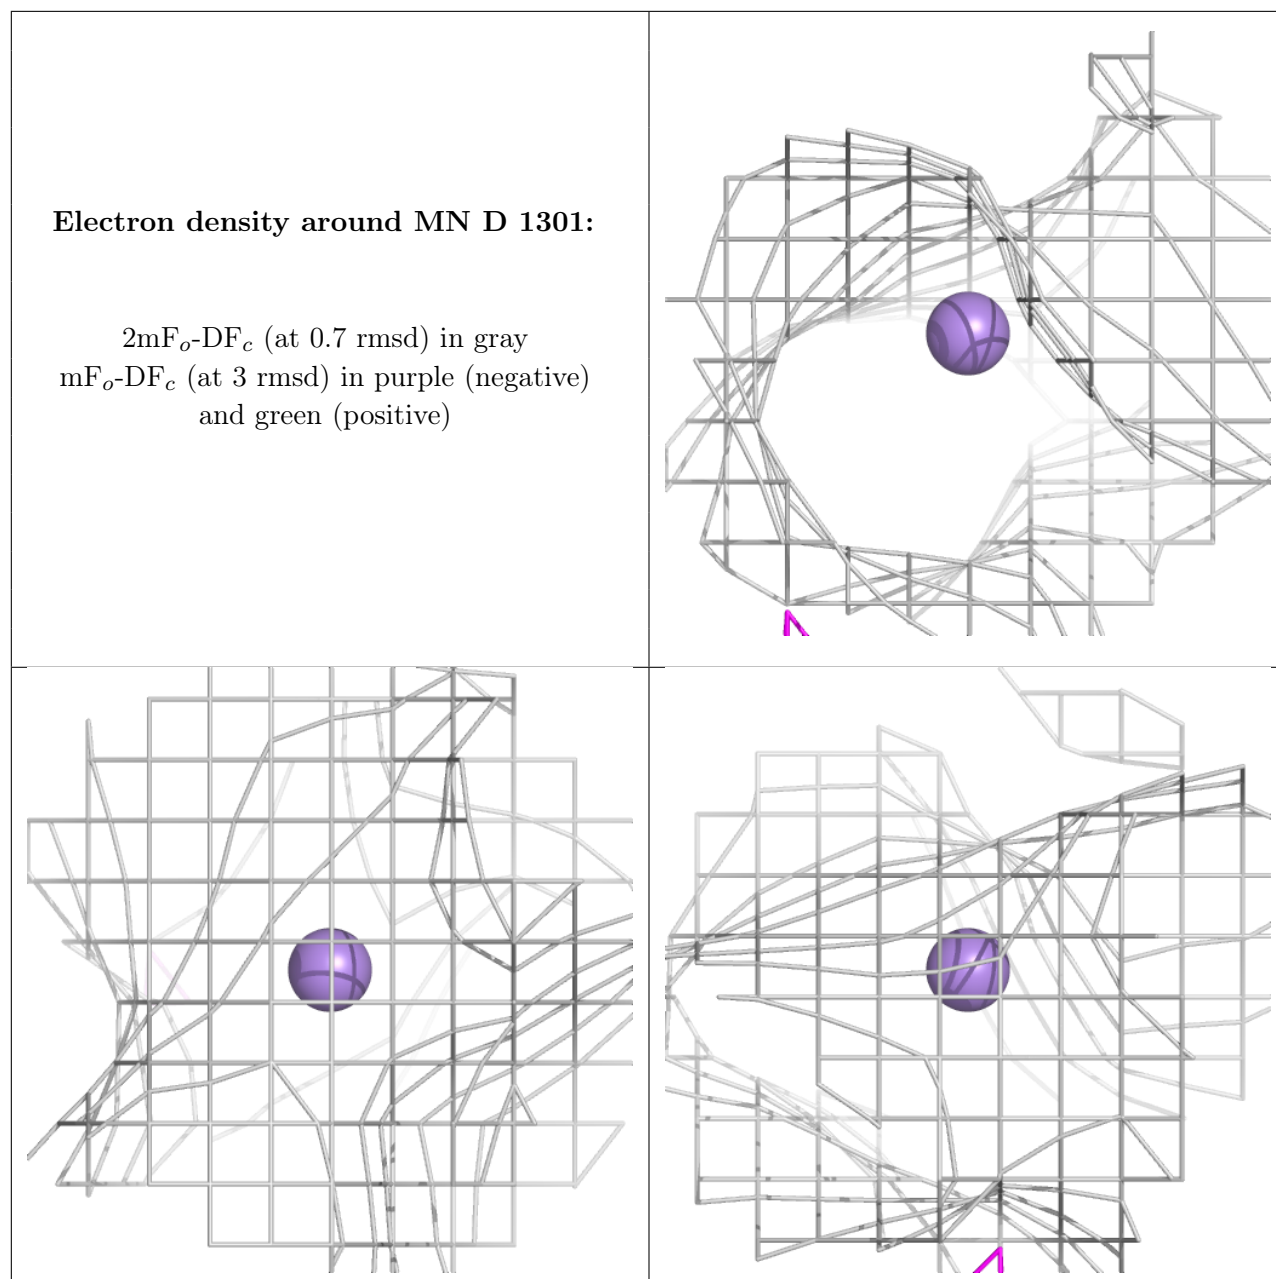 Electron density around MN D 1301:
2mFₒ-DF𝑐 (at 0.7 rmsd) in gray
mFₒ-DF𝑐 (at 3 rmsd) in purple (negative)
and green (positive)